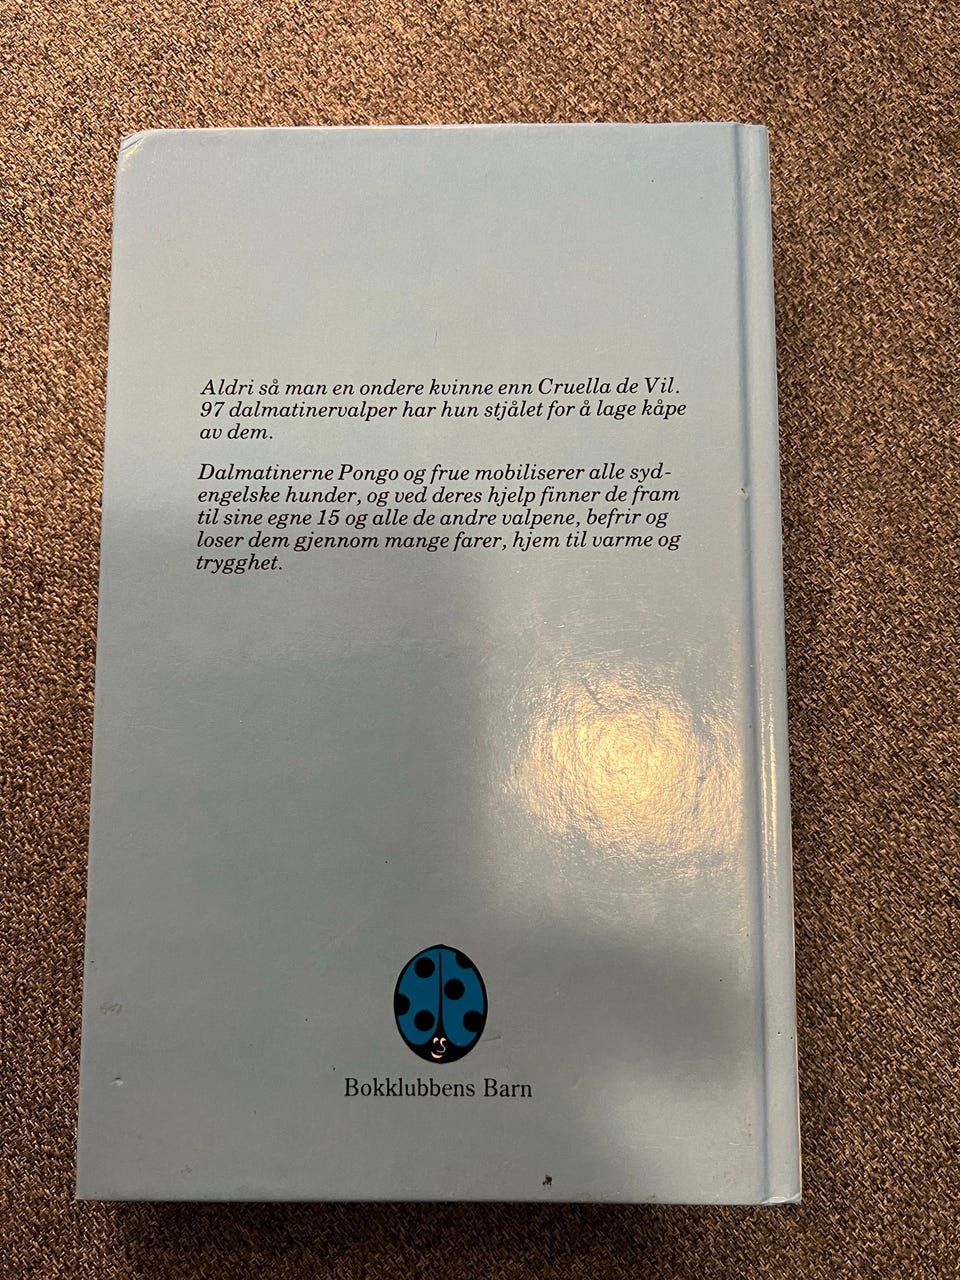 Aldri så man en ondere kvinne enn Cruella de Vil.
97 dalmatinervalper har hun stjålet for å lage kåpe
av dem.
Dalmatinerne Pongo og frue mobiliserer alle syd-
engelske hunder, og ved deres hjelp finner de fram
til sine egne 15 og alle de andre valpene, befrir og
loser dem gjennom mange farer, hjem til varme og
trygghet.
Bokklubbens Barn